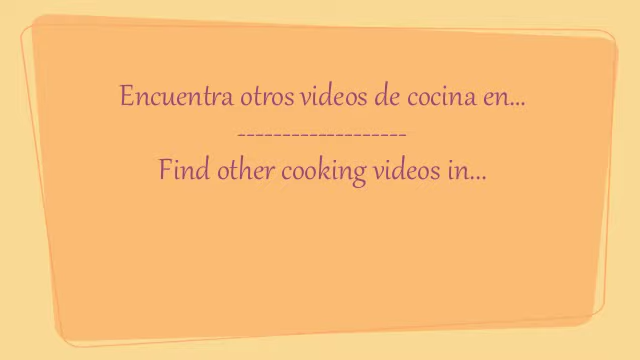 Encuentra otros videos de cocina en...
-------------------
Find other cooking videos in...